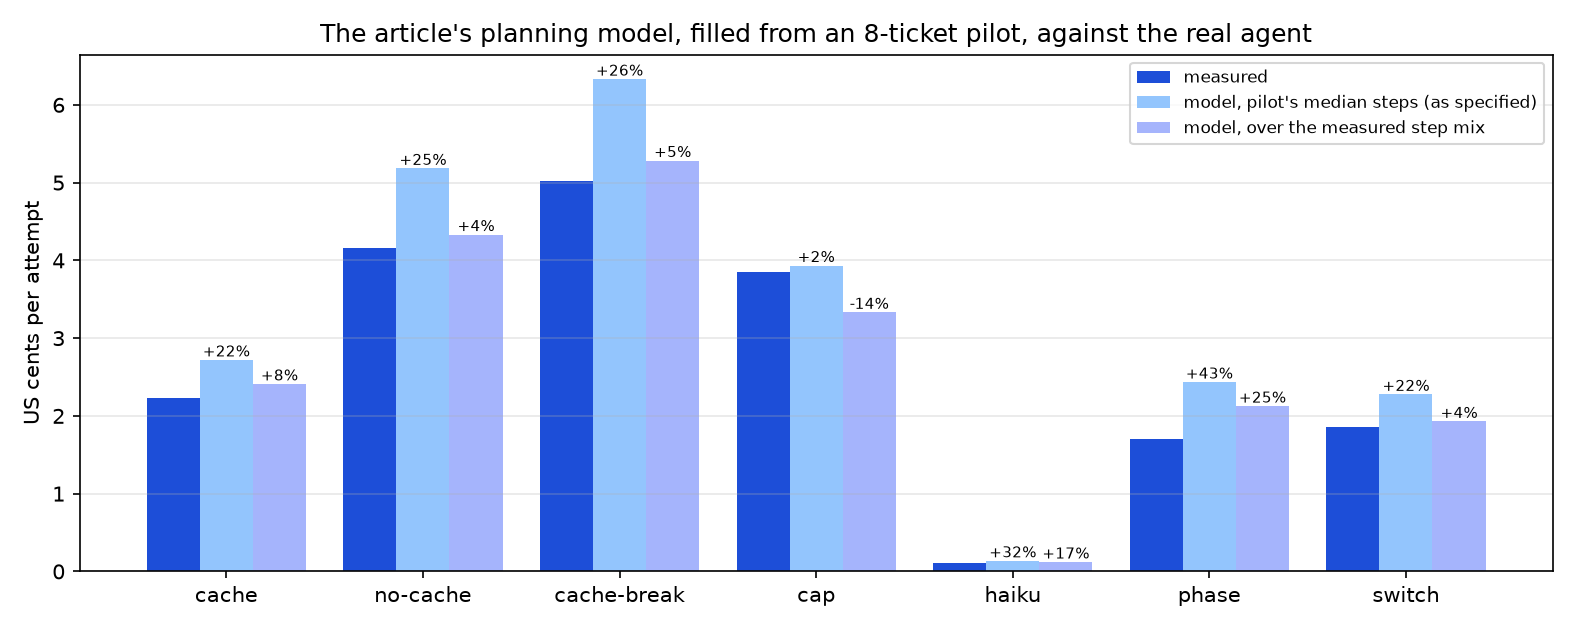 The article's planning model, filled from an 8-ticket pilot, against the real agent
measured
model, pilot's median steps (as specified)
model, over the measured step mix
US cents per attempt
6
5
4
3
2
1
0
+22%
+8%
+25%
+4%
+26%
+5%
+2%
-14%
+32%
+17%
+43%
+25%
+22%
+4%
cache
no-cache
cache-break
cap
haiku
phase
switch